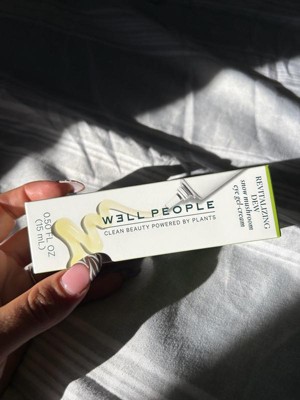 WELL PEOPLE
CLEAN BEAUTY POWERED BY PLANTS
REVITALIZING
DEW
snow mushroom
eye gel-cream
0.50 FL OZ
(15 mL)